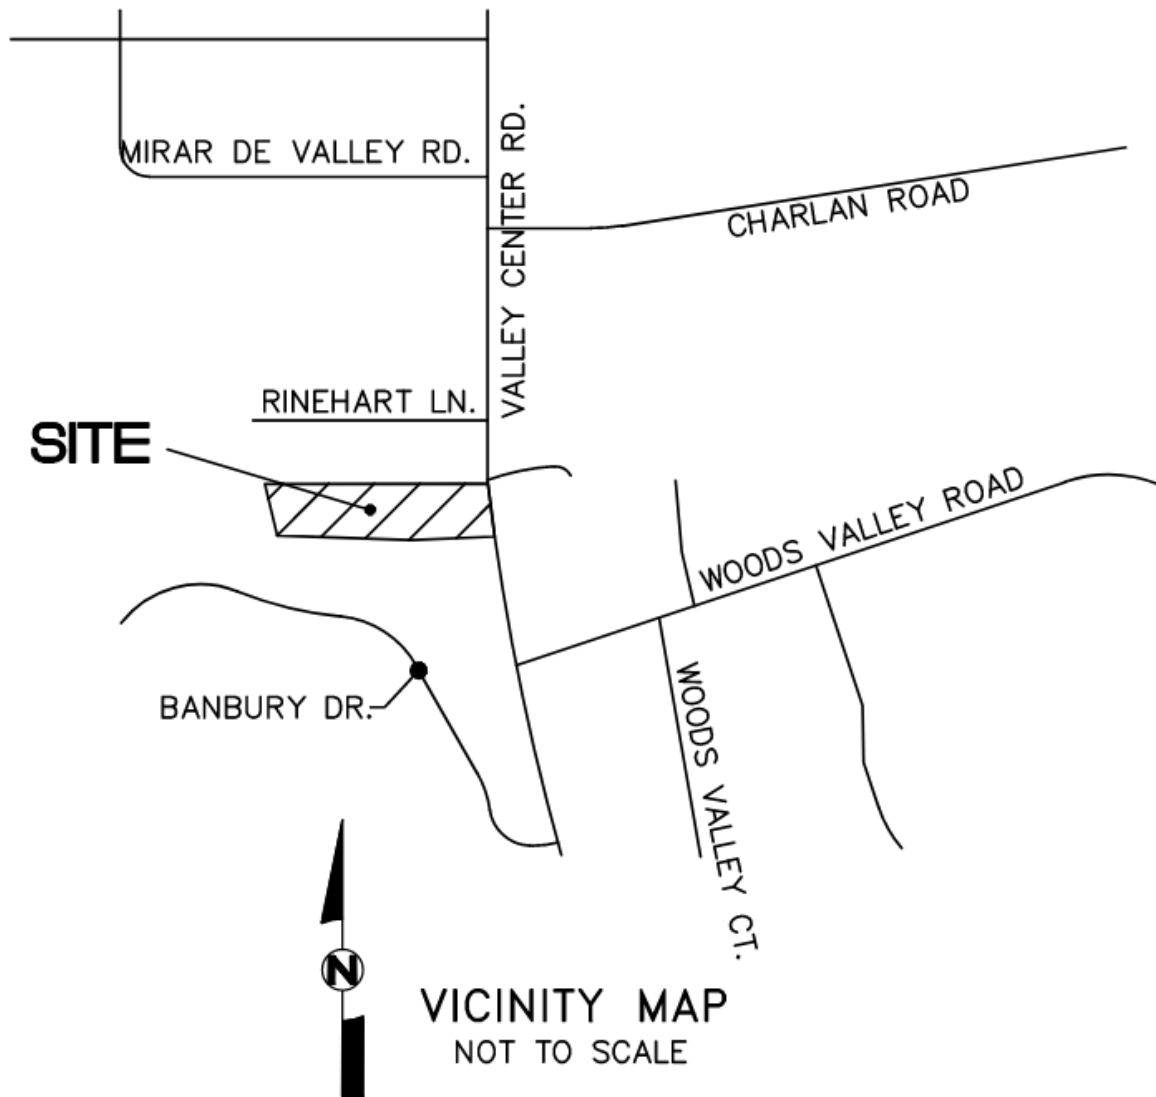 MIRAR DE VALLEY RD.
VALLEY CENTER RD.
CHARLAN ROAD
RINEHART LN.
SITE
WOODS VALLEY ROAD
BANBURY DR.
WOODS VALLEY CT.
N
VICINITY MAP
NOT TO SCALE